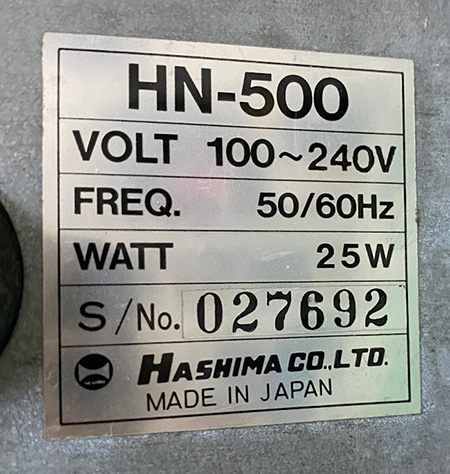 HN-500
VOLT 100~240V
FREQ. 50/60Hz
WATT 25W
S/No. 027692
HASHIMA CO.,LTD.
MADE IN JAPAN